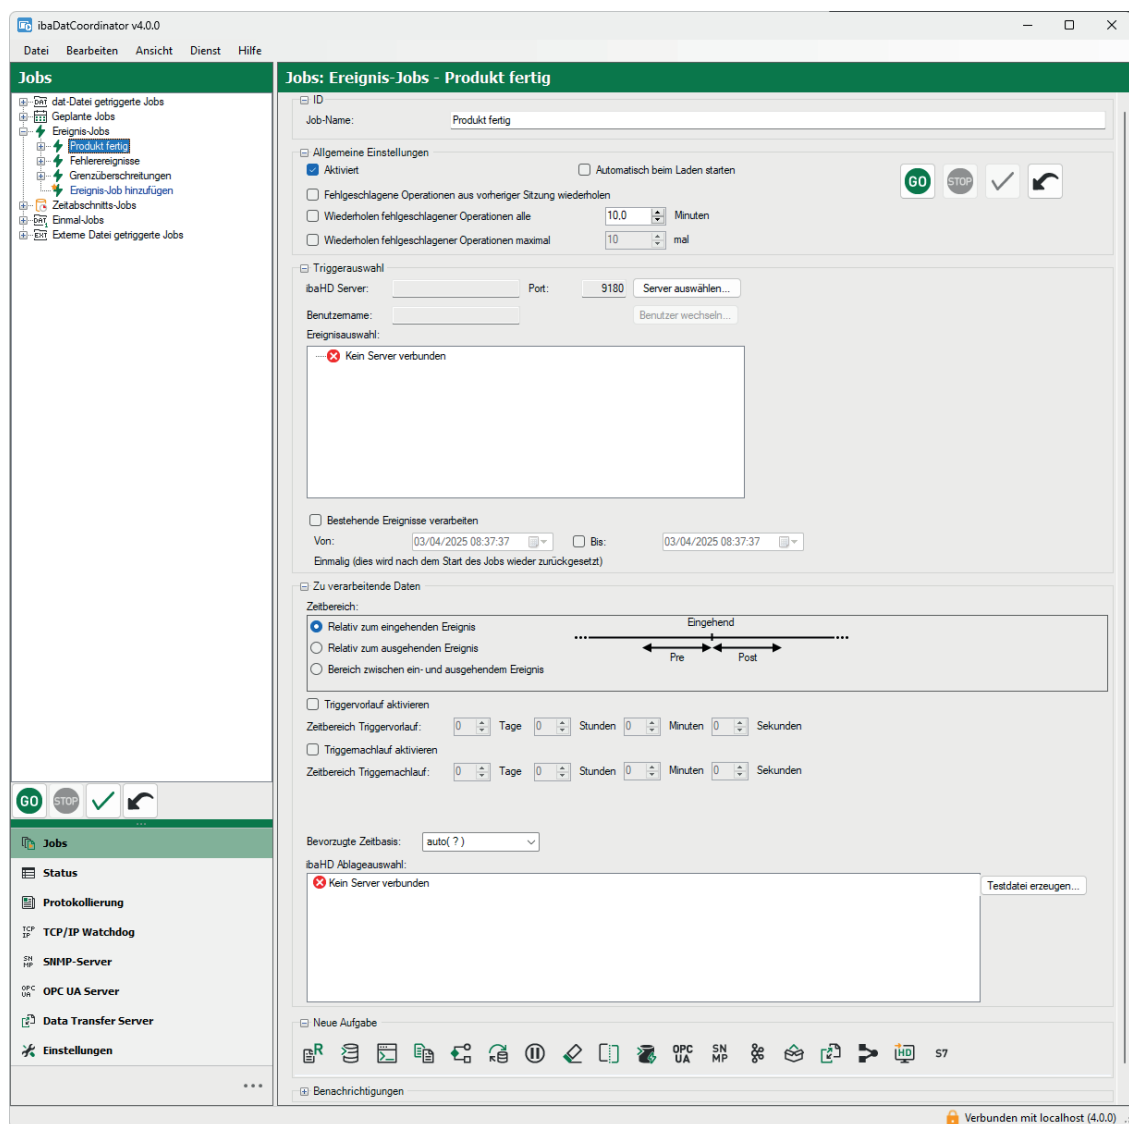 ibaDatCoordinator v4.0.0
Datei Bearbeiten Ansicht Dienst Hilfe
Jobs
DAT dat-Datei getriggerte Jobs
Geplante Jobs
Ereignis-Jobs
Produkt fertig
Fehlerereignisse
Grenzüberschreitungen
Ereignis-Job hinzufügen
Zeitabschnitts-Jobs
DAT Einmal-Jobs
EXT Externe Datei getriggerte Jobs
GO STOP
Jobs
Status
Protokollierung
TCP IP TCP/IP Watchdog
SN MP SNMP-Server
OPC UA OPC UA Server
Data Transfer Server
Einstellungen
Jobs: Ereignis-Jobs - Produkt fertig
ID
Job-Name: Produkt fertig
Allgemeine Einstellungen
Aktiviert Automatisch beim Laden starten
GO STOP
Fehlgeschlagene Operationen aus vorheriger Sitzung wiederholen
Wiederholen fehlgeschlagener Operationen alle 10,0 Minuten
Wiederholen fehlgeschlagener Operationen maximal 10 mal
Triggerauswahl
ibaHD Server: Port: 9180 Server auswählen...
Benutzername: Benutzer wechseln...
Ereignisauswahl:
Kein Server verbunden
Bestehende Ereignisse verarbeiten
Von: 03/04/2025 08:37:37 Bis: 03/04/2025 08:37:37
Einmalig (dies wird nach dem Start des Jobs wieder zurückgesetzt)
Zu verarbeitende Daten
Zeitbereich:
Relativ zum eingehenden Ereignis
Relativ zum ausgehenden Ereignis
Bereich zwischen ein- und ausgehendem Ereignis
Eingehend
Pre Post
Triggervorlauf aktivieren
Zeitbereich Triggervorlauf: 0 Tage 0 Stunden 0 Minuten 0 Sekunden
Triggernachlauf aktivieren
Zeitbereich Triggernachlauf: 0 Tage 0 Stunden 0 Minuten 0 Sekunden
Bevorzugte Zeitbasis: auto( ? )
ibaHD Ablageauswahl:
Kein Server verbunden
Testdatei erzeugen...
Neue Aufgabe
R OPC UA SN MP HD S7
Benachrichtigungen
Verbunden mit localhost (4.0.0)